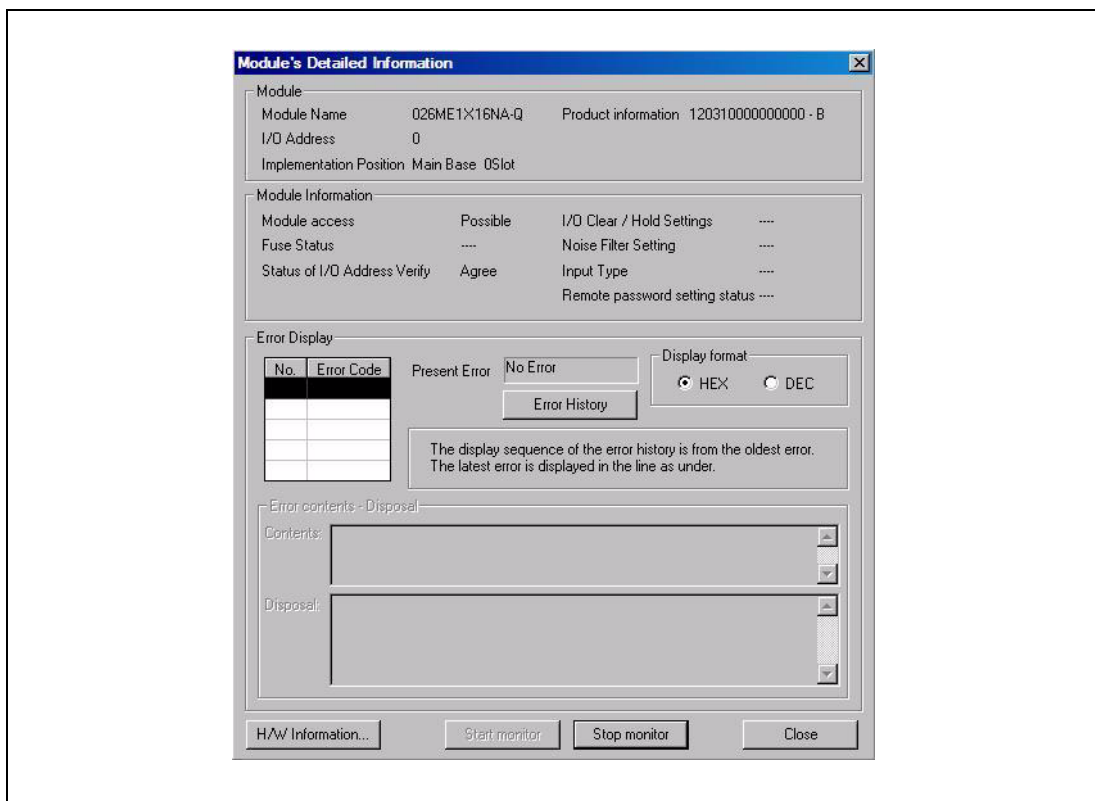 Module's Detailed Information
Module
Module Name 026ME1X16NA-Q Product information 120310000000000 - B
I/O Address 0
Implementation Position Main Base 0Slot
Module Information
Module access Possible I/O Clear / Hold Settings ----
Fuse Status ---- Noise Filter Setting ----
Status of I/O Address Verify Agree Input Type ----
Remote password setting status ----
Error Display
No. Error Code
Present Error No Error
Display format
HEX DEC
Error History
The display sequence of the error history is from the oldest error.
The latest error is displayed in the line as under.
Error contents - Disposal
Contents:
Disposal:
H/W Information... Start monitor Stop monitor Close